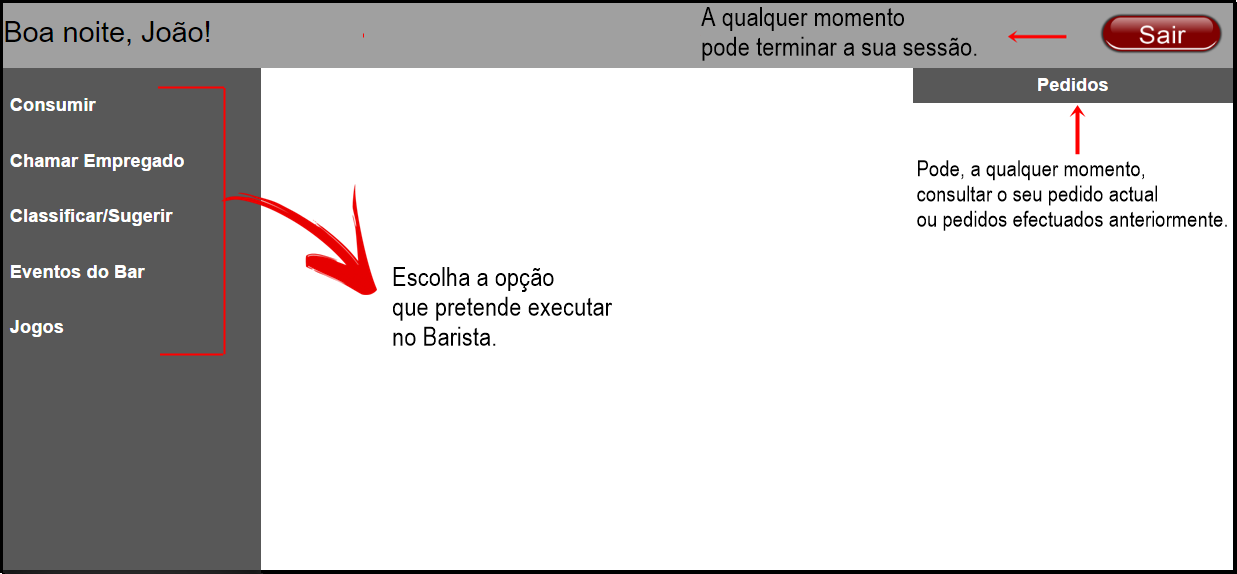 Boa noite, João!
A qualquer momento
pode terminar a sua sessão.
Sair
Consumir
Chamar Empregado
Classificar/Sugerir
Eventos do Bar
Jogos
Escolha a opção
que pretende executar
no Barista.
Pedidos
Pode, a qualquer momento,
consultar o seu pedido actual
ou pedidos efectuados anteriormente.